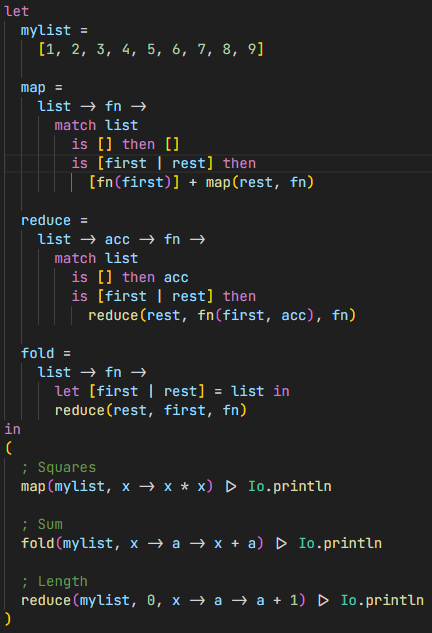 let
  mylist =
    [1, 2, 3, 4, 5, 6, 7, 8, 9]

  map =
    list -> fn ->
      match list
        is [] then []
        is [first | rest] then
          [fn(first)] + map(rest, fn)

  reduce =
    list -> acc -> fn ->
      match list
        is [] then acc
        is [first | rest] then
          reduce(rest, fn(first, acc), fn)

  fold =
    list -> fn ->
      let [first | rest] = list in
      reduce(rest, first, fn)
in
(
  ; Squares
  map(mylist, x -> x * x) |> Io.println

  ; Sum
  fold(mylist, x -> a -> x + a) |> Io.println

  ; Length
  reduce(mylist, 0, x -> a -> a + 1) |> Io.println
)